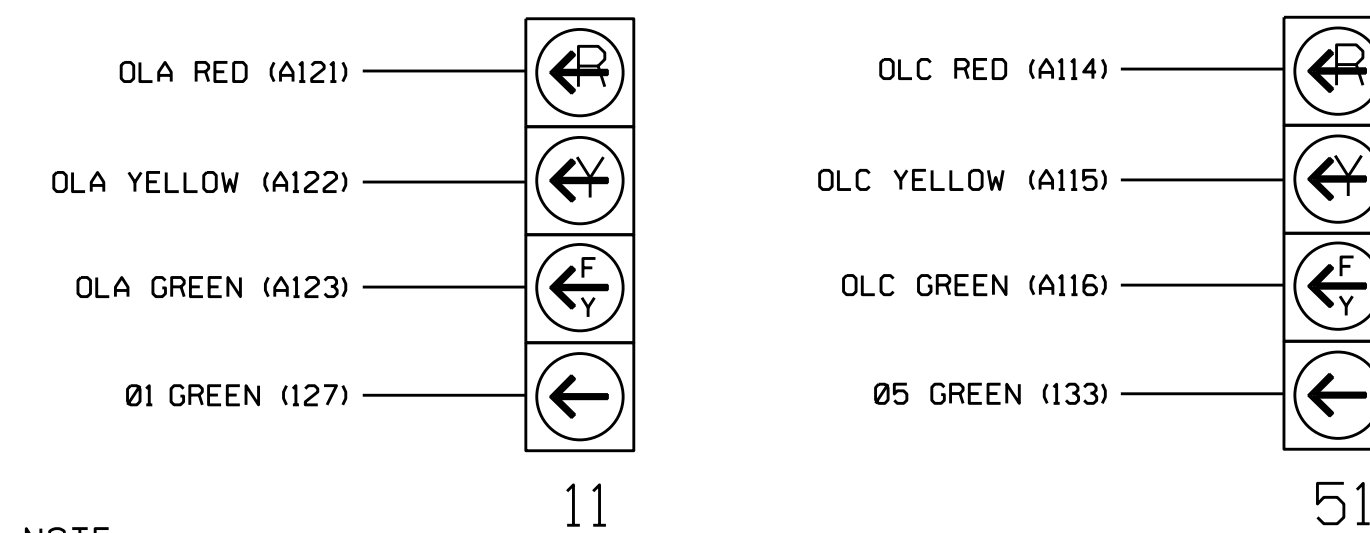 OLA RED (A121)
R
OLA YELLOW (A122)
Y
OLA GREEN (A123)
F
Y
Ø1 GREEN (127)
11
OLC RED (A114)
R
OLC YELLOW (A115)
Y
OLC GREEN (A116)
F
Y
Ø5 GREEN (133)
51
NOTE